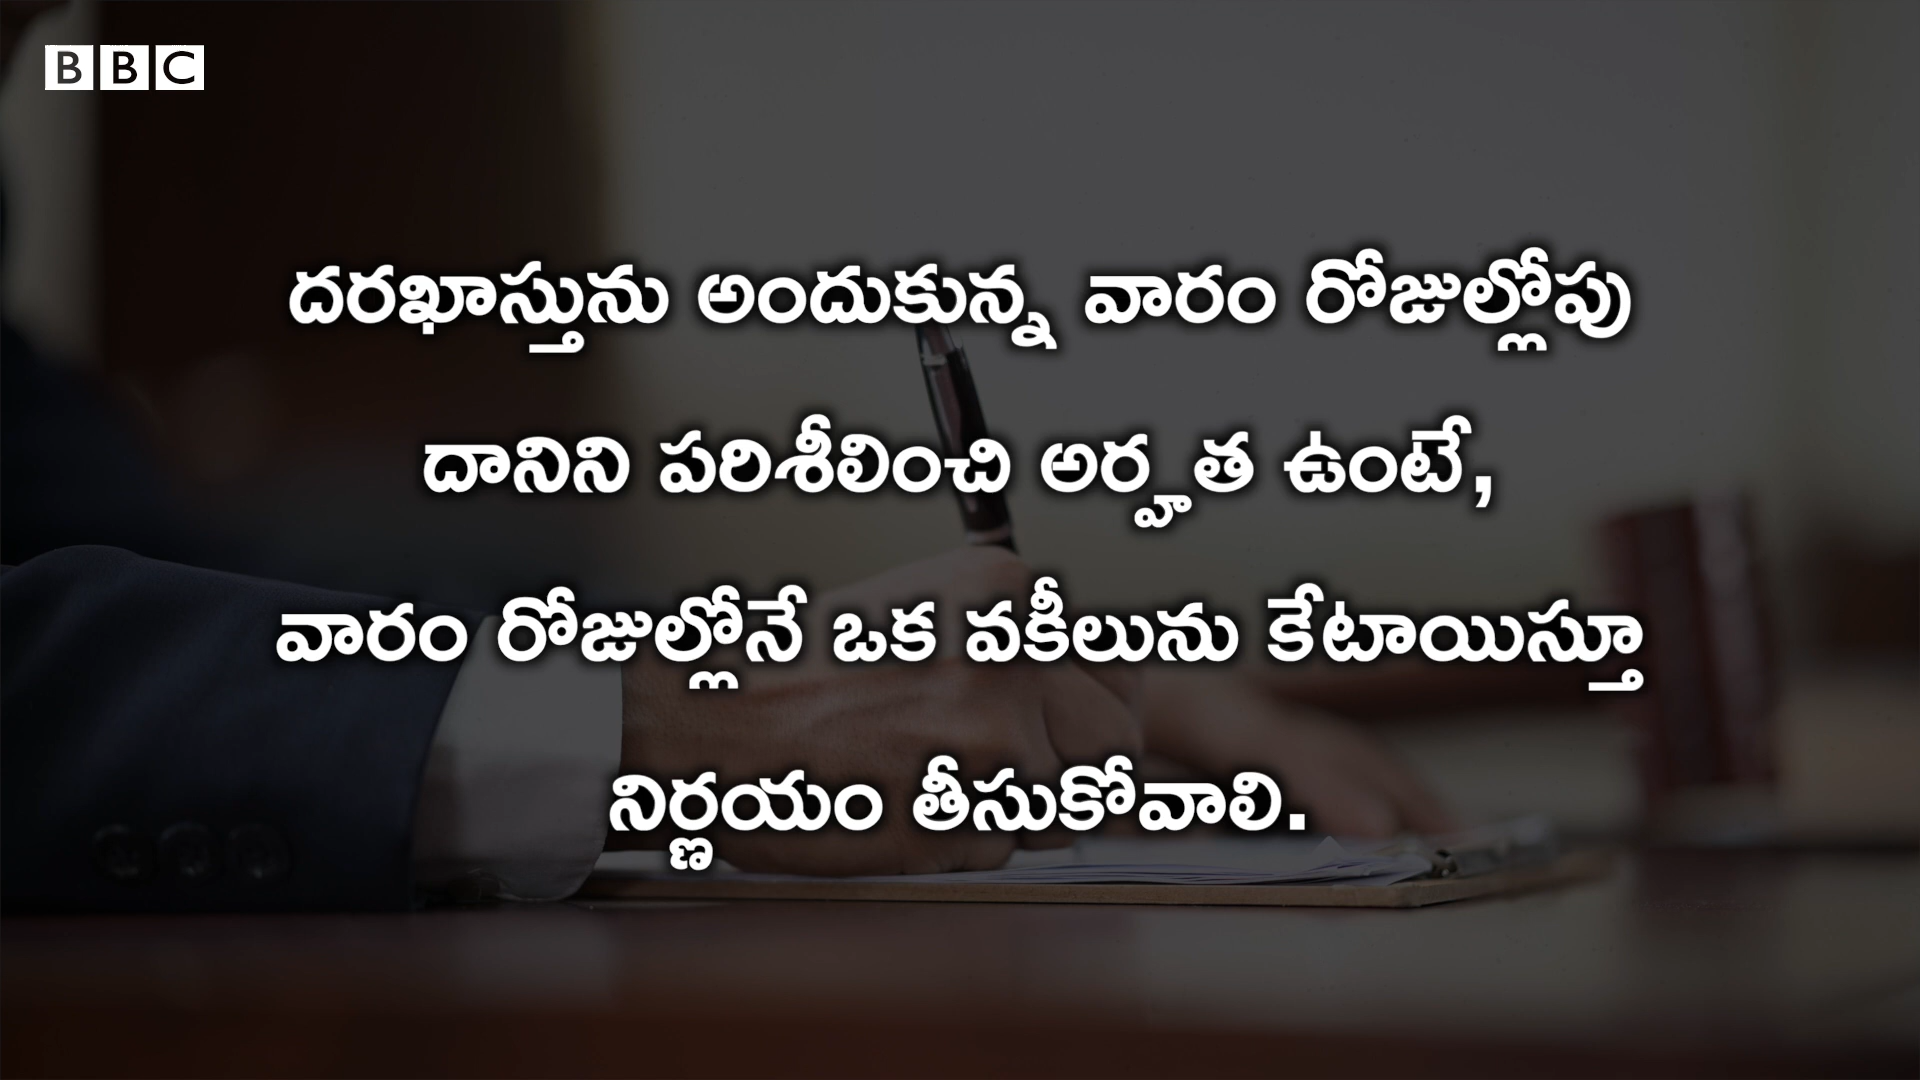 BBC
దరఖాస్తును అందుకున్న వారం రోజుల్లోపు
దానిని పరిశీలించి అర్హత ఉంటే,
వారం రోజుల్లోనే ఒక వకీలును కేటాయిస్తూ
నిర్ణయం తీసుకోవాలి.